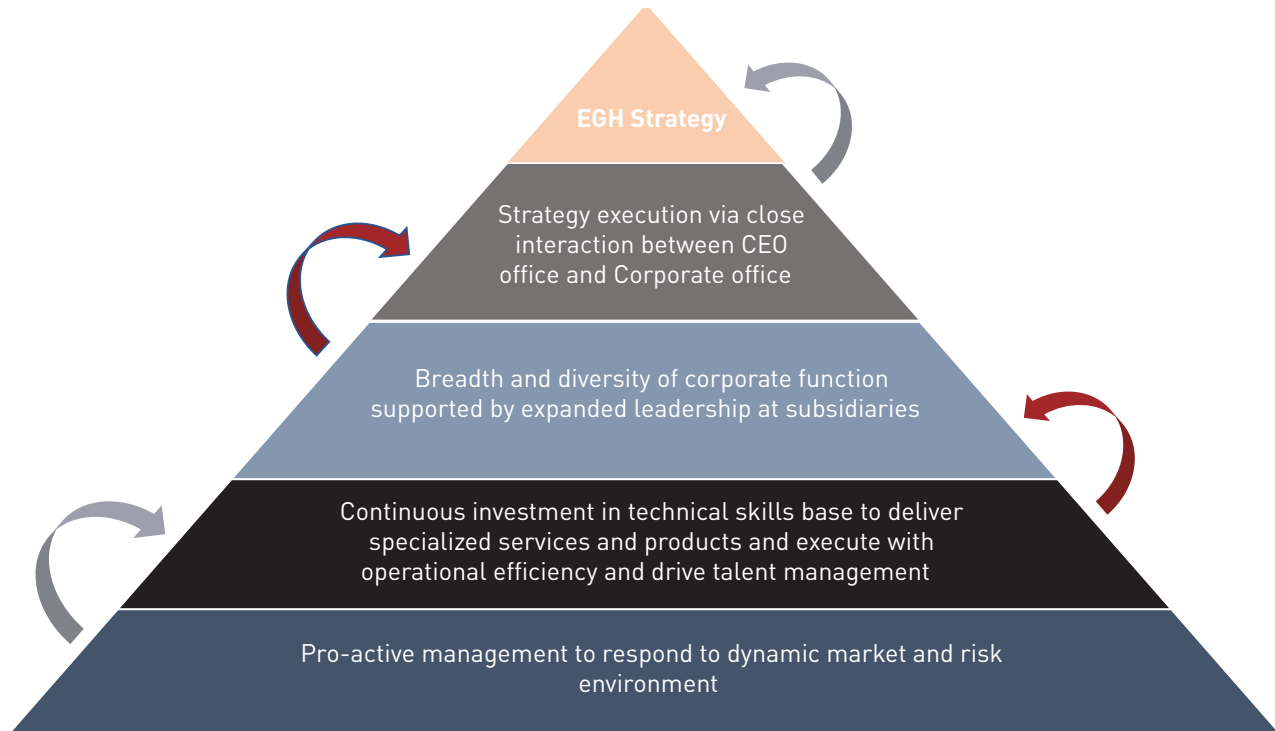 EGH Strategy
Strategy execution via close
interaction between CEO
office and Corporate office
Breadth and diversity of corporate function
supported by expanded leadership at subsidiaries
Continuous investment in technical skills base to deliver
specialized services and products and execute with
operational efficiency and drive talent management
Pro-active management to respond to dynamic market and risk
environment